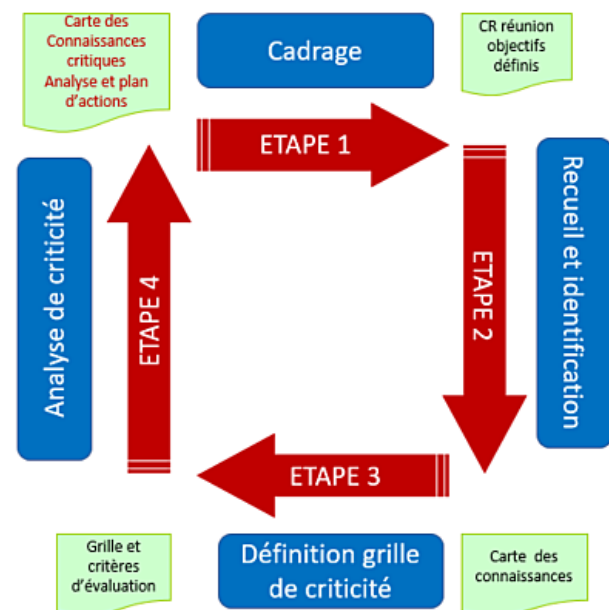 Carte des
Connaissances
critiques
Analyse et plan
d'actions
Cadrage
CR réunion
objectifs
définis
ETAPE 1
Recueil et identification
ETAPE 2
Analyse de criticité
ETAPE 4
ETAPE 3
Grille et
critères
d'évaluation
Définition grille
de criticité
Carte des
connaissances